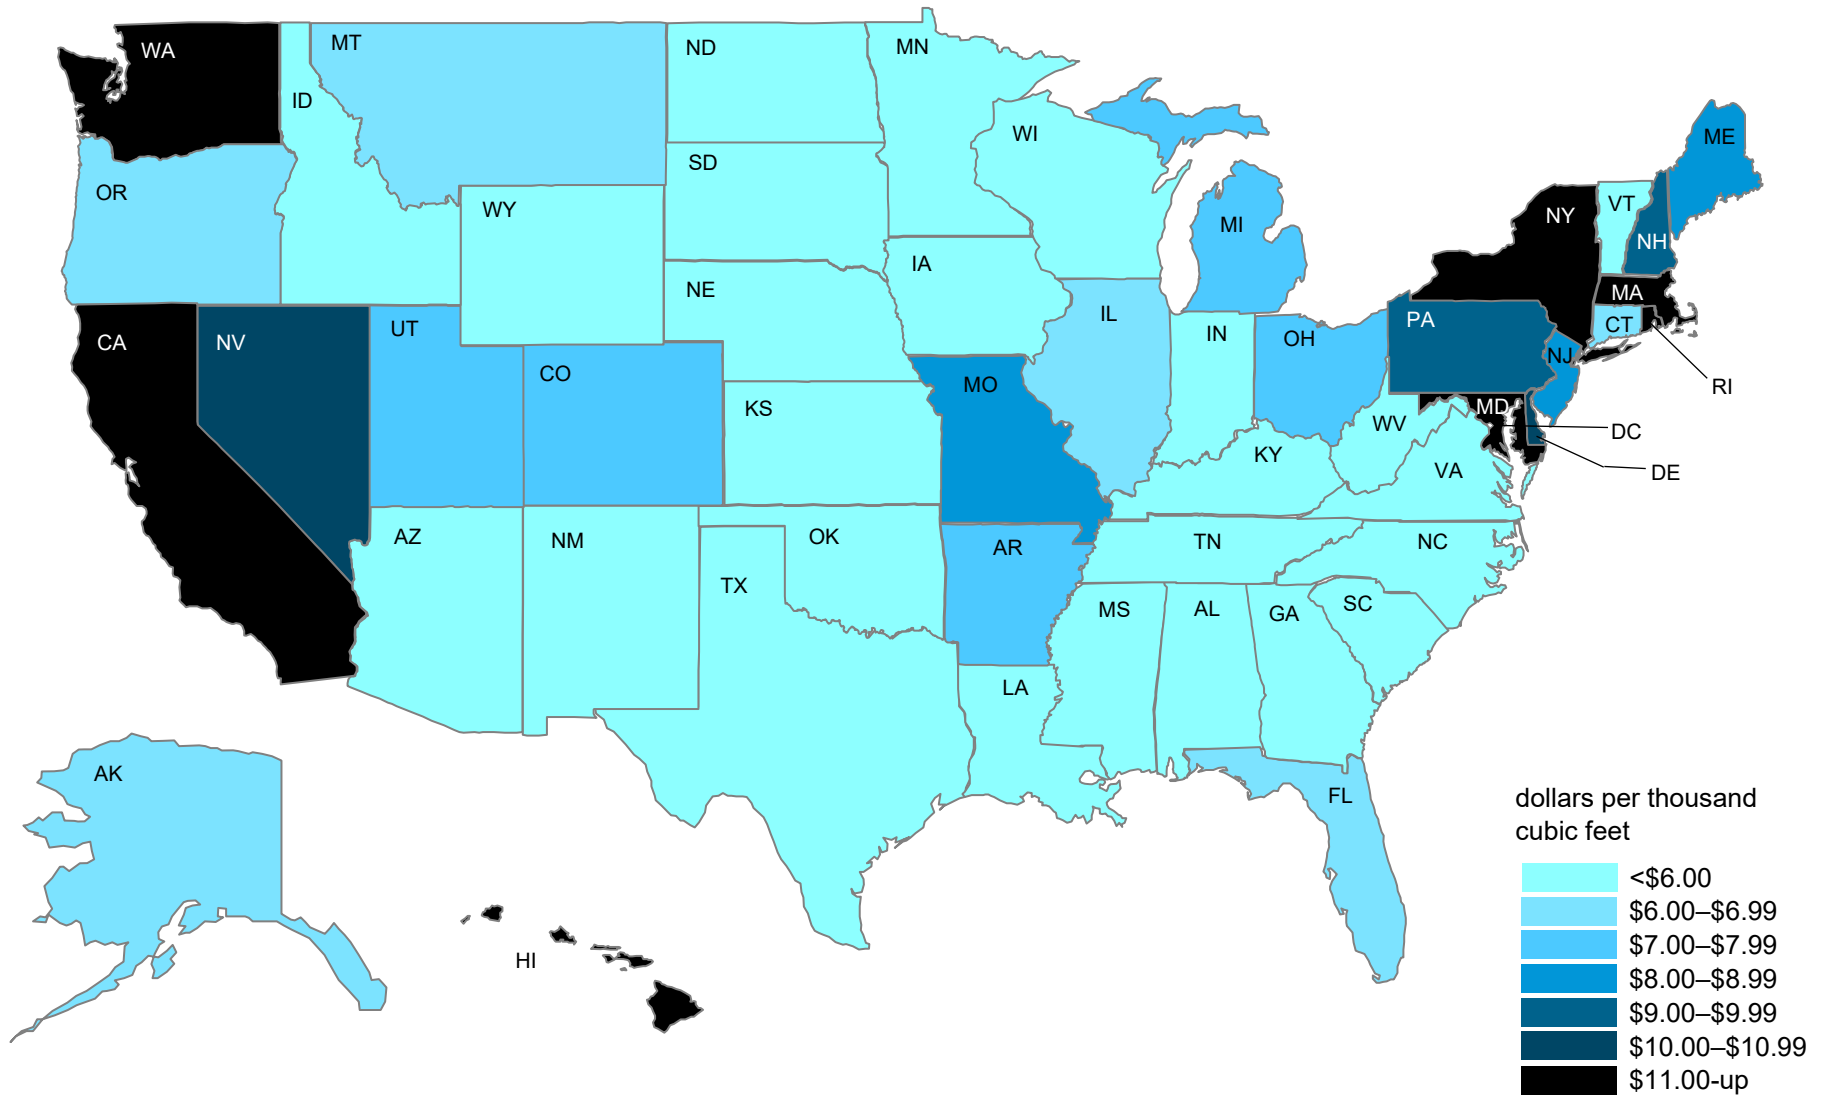 WA
MT
ND
MN
ID
WI
ME
OR
SD
WY
MI
NY
VT
NH
IA
NE
MA
IL
PA
CT
CA
NV
UT
IN
OH
NJ
CO
MO
RI
KS
MD
WV
DC
KY
VA
DE
AZ
NM
OK
AR
TN
NC
TX
MS
AL
GA
SC
LA
AK
FL
HI
dollars per thousand
cubic feet
<$6.00
$6.00–$6.99
$7.00–$7.99
$8.00–$8.99
$9.00–$9.99
$10.00–$10.99
$11.00-up